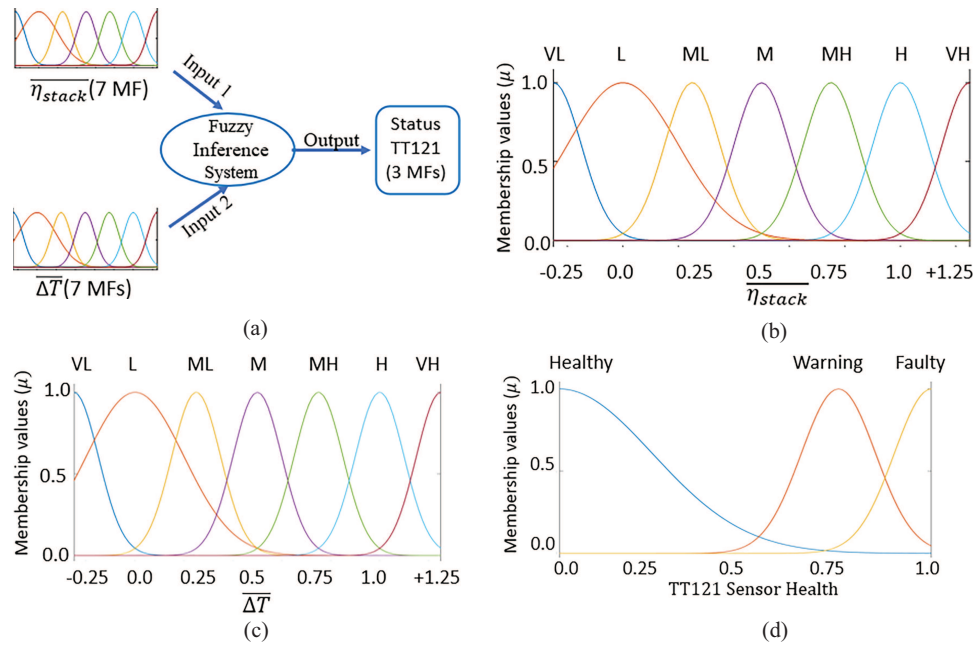 η_stack (7 MF)
Input 1
Fuzzy
Inference
System
Output
Status
TT121
(3 MFs)
Input 2
ΔT (7 MFs)
(a)
VL L ML M MH H VH
Membership values (μ)
1.0
0.5
0.0
-0.25 0.0 0.25 0.5 0.75 1.0 +1.25
η_stack
(b)
VL L ML M MH H VH
Membership values (μ)
1.0
0.5
0.0
-0.25 0.0 0.25 0.5 0.75 1.0 +1.25
ΔT
(c)
Healthy Warning Faulty
Membership values (μ)
1.0
0.5
0.0
0.0 0.25 0.5 0.75 1.0
TT121 Sensor Health
(d)